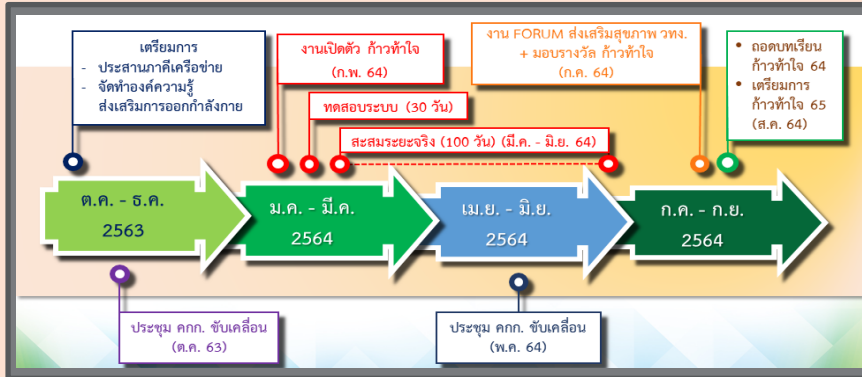 เตรียมการ
- ประสานภาคีเครือข่าย
- จัดทำองค์ความรู้
ส่งเสริมการออกกำลังกาย
งานเปิดตัว ก้าวท้าใจ
(ก.พ. 64)
ทดสอบระบบ (30 วัน)
สะสมระยะจริง (100 วัน) (มี.ค. - มิ.ย. 64)
งาน FORUM ส่งเสริมสุขภาพ วทง.
+ มอบรางวัล ก้าวท้าใจ
(ก.ค. 64)
• ถอดบทเรียน
ก้าวท้าใจ 64
• เตรียมการ
ก้าวท้าใจ 65
(ส.ค. 64)
ต.ค. - ธ.ค.
2563
ม.ค. - มี.ค.
2564
เม.ย. - มิ.ย.
2564
ก.ค. - ก.ย.
2564
ประชุม คกก. ขับเคลื่อน
(ต.ค. 63)
ประชุม คกก. ขับเคลื่อน
(พ.ค. 64)